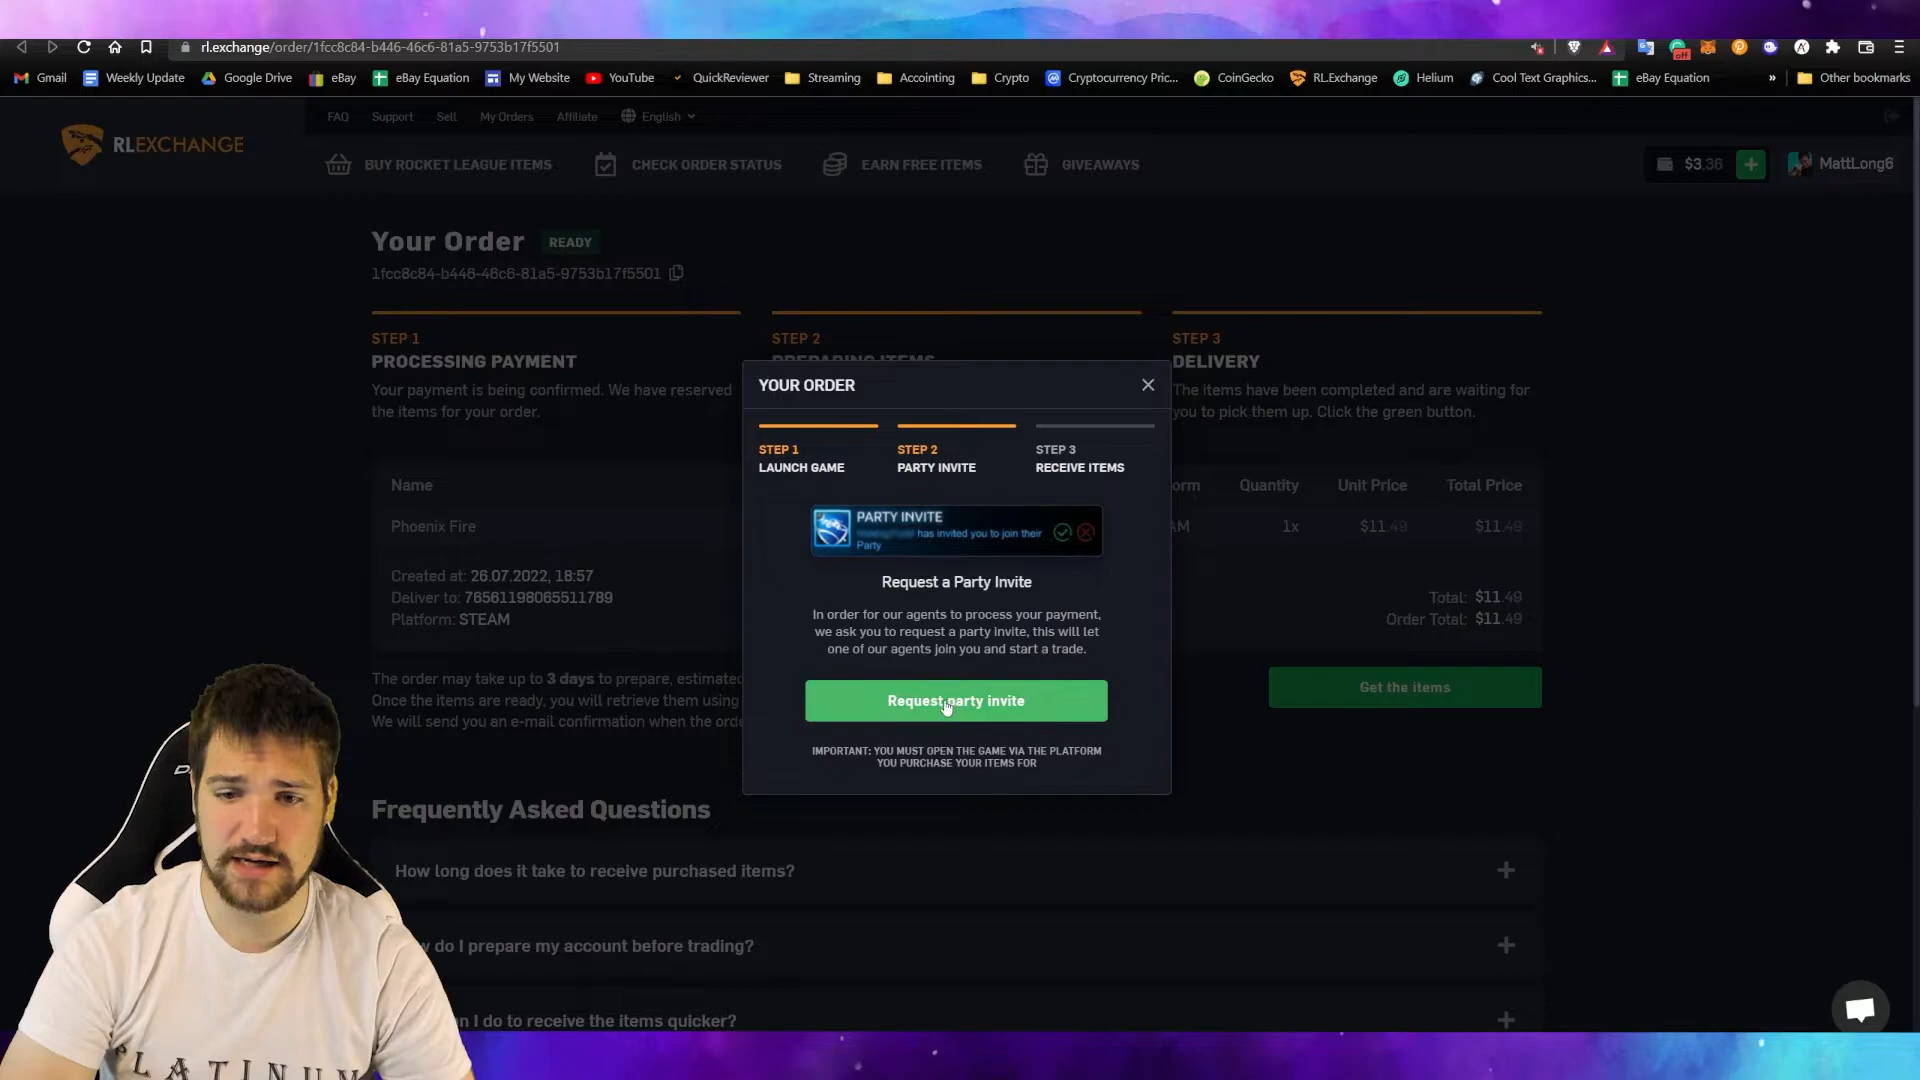 rl.exchange/order/1fcc8c84-b446-46c6-81a5-9753b17f5501
off
Gmail Weekly Update Google Drive eBay eBay Equation My Website YouTube QuickReviewer Streaming Accointing Crypto Cryptocurrency Pric... CoinGecko RL.Exchange Helium Cool Text Graphics... eBay Equation » Other bookmarks
FAQ Support Sell My Orders Affiliate English
RLEXCHANGE
BUY ROCKET LEAGUE ITEMS CHECK ORDER STATUS EARN FREE ITEMS GIVEAWAYS $3.36 + MattLong6
Your Order READY
1fcc8c84-b446-46c6-81a5-9753b17f5501
STEP 1 STEP 2 STEP 3
PROCESSING PAYMENT PREPARING ITEMS DELIVERY
Your payment is being confirmed. We have reserved
the items for your order.
The items have been completed and are waiting for
you to pick them up. Click the green button.
YOUR ORDER
STEP 1 STEP 2 STEP 3
LAUNCH GAME PARTY INVITE RECEIVE ITEMS
PARTY INVITE
has invited you to join their
Party
Request a Party Invite
In order for our agents to process your payment,
we ask you to request a party invite, this will let
one of our agents join you and start a trade.
Request party invite
IMPORTANT: YOU MUST OPEN THE GAME VIA THE PLATFORM
YOU PURCHASE YOUR ITEMS FOR
Name orm Quantity Unit Price Total Price
Phoenix Fire AM 1x $11.49 $11.49
Created at: 26.07.2022, 18:57
Deliver to: 76561198065511789
Platform: STEAM
Total: $11.49
Order Total: $11.49
The order may take up to 3 days to prepare, estimated
Once the items are ready, you will retrieve them using
We will send you an e-mail confirmation when the orde
Get the items
Frequently Asked Questions
How long does it take to receive purchased items?
w do I prepare my account before trading?
n I do to receive the items quicker?
PLATINUM